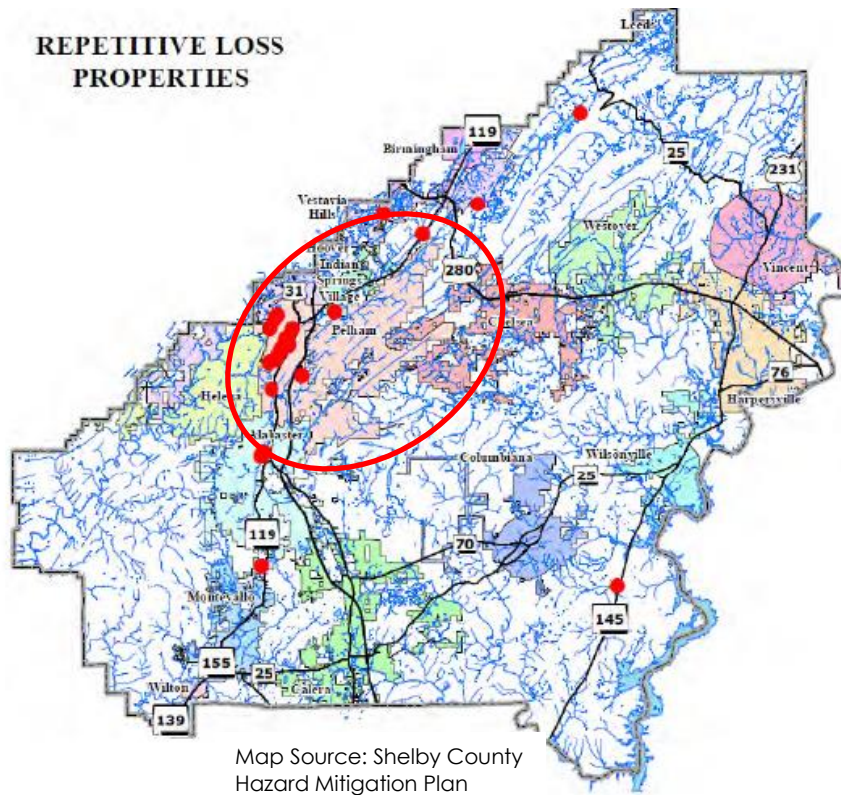 REPETITIVE LOSS
PROPERTIES
Leeds
119
Birmingham
25
231
Vestavia
Hills
Westover
Hoover
Indian
Springs
Village
280
Vincent
31
Pelham
Chelsea
76
Helena
Harpersville
Alabaster
Columbiana
Wilsonville
25
119
70
Montevallo
145
155
25
Wilton
Calera
139
Map Source: Shelby County
Hazard Mitigation Plan